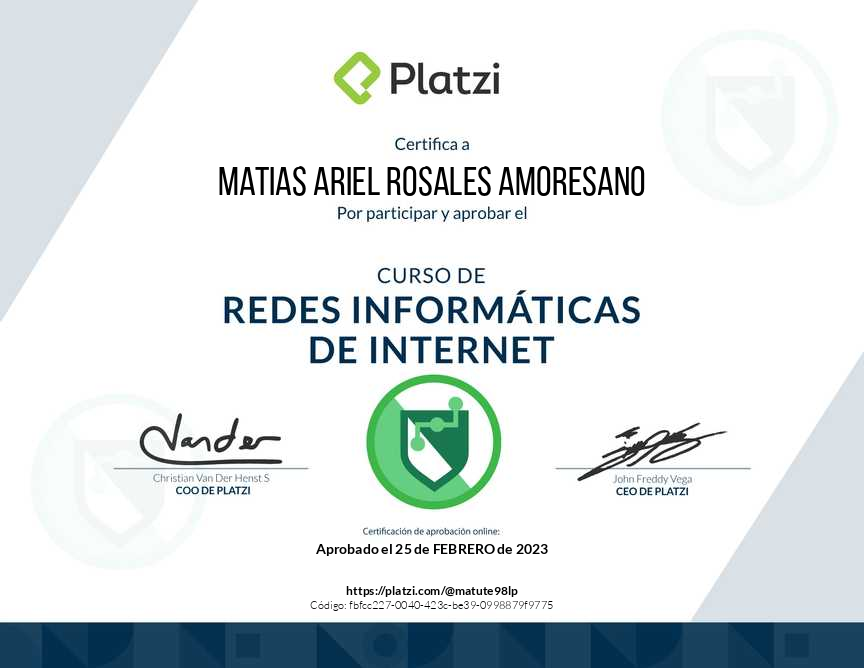 Platzi
Certifica a
MATIAS ARIEL ROSALES AMORESANO
Por participar y aprobar el
CURSO DE
REDES INFORMÁTICAS
DE INTERNET
Vander
Christian Van Der Henst S
COO DE PLATZI
John Freddy Vega
CEO DE PLATZI
Certificación de aprobación online:
Aprobado el 25 de FEBRERO de 2023
https://platzi.com/@matute98lp
Código: fbfcc227-0040-423c-be39-0998879f9775